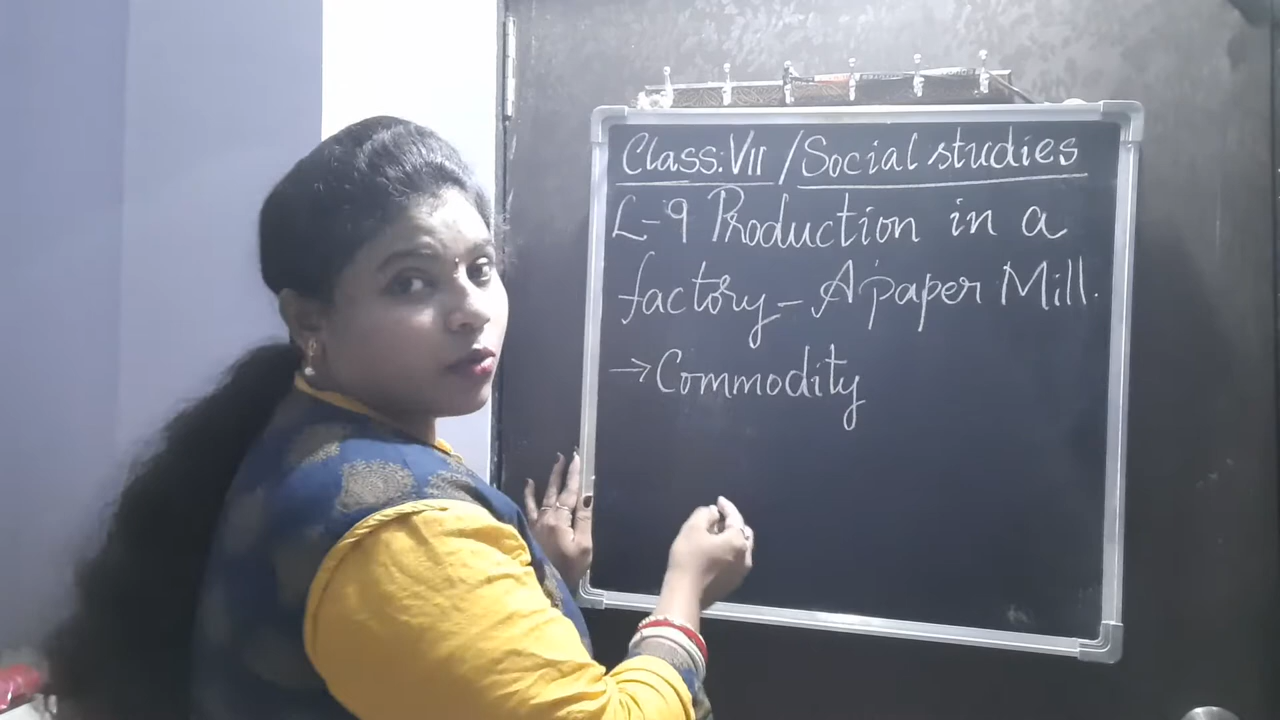 Class: VII / Social studies
L-9 Production in a
factory - A paper Mill.
→ Commodity